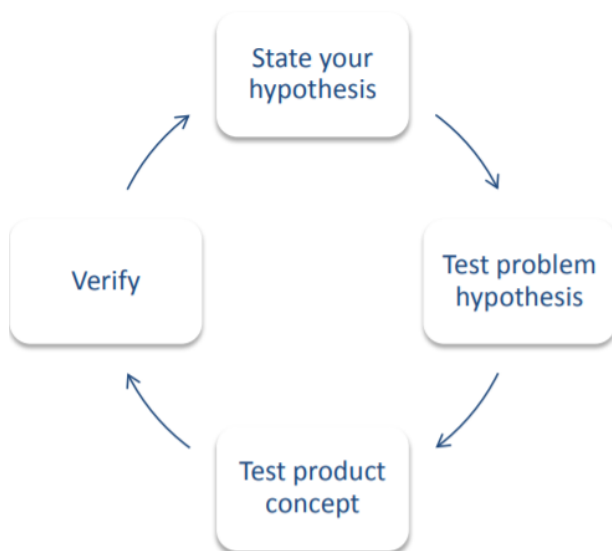 State your
hypothesis
Test problem
hypothesis
Test product
concept
Verify